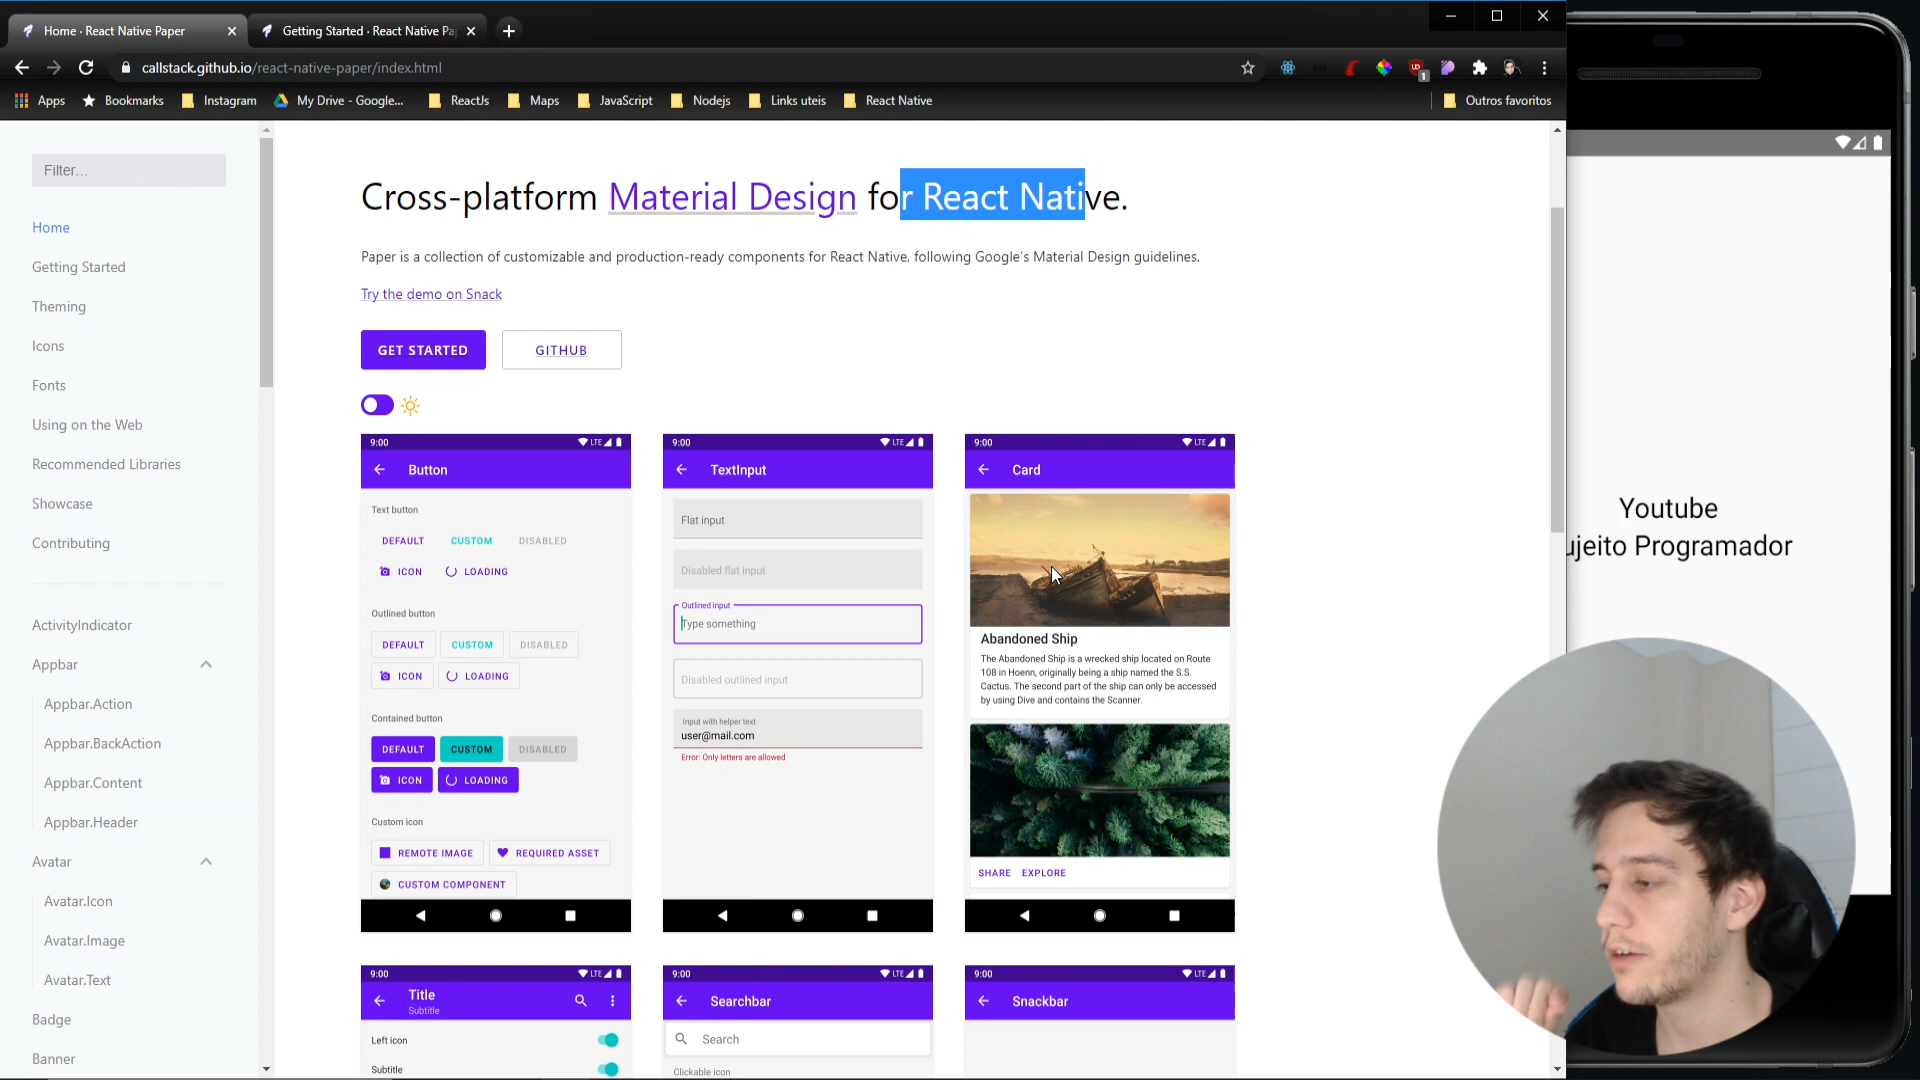 Home · React Native Paper
Getting Started · React Native Pa
callstack.github.io/react-native-paper/index.html
Apps
Bookmarks
Instagram
My Drive - Google...
ReactJs
Maps
JavaScript
Nodejs
Links uteis
React Native
Outros favoritos
Filter...
Home
Getting Started
Theming
Icons
Fonts
Using on the Web
Recommended Libraries
Showcase
Contributing
ActivityIndicator
Appbar
Appbar.Action
Appbar.BackAction
Appbar.Content
Appbar.Header
Avatar
Avatar.Icon
Avatar.Image
Avatar.Text
Badge
Banner
Cross-platform Material Design for React Native.
Paper is a collection of customizable and production-ready components for React Native, following Google's Material Design guidelines.
Try the demo on Snack
GET STARTED
GITHUB
9:00
LTE
Button
Text button
DEFAULT CUSTOM DISABLED
ICON LOADING
Outlined button
DEFAULT CUSTOM DISABLED
ICON LOADING
Contained button
DEFAULT CUSTOM DISABLED
ICON LOADING
Custom icon
REMOTE IMAGE REQUIRED ASSET
CUSTOM COMPONENT
9:00
LTE
TextInput
Flat input
Disabled flat input
Outlined input
Type something
Disabled outlined input
Input with helper text
user@mail.com
Error: Only letters are allowed
9:00
LTE
Card
Abandoned Ship
The Abandoned Ship is a wrecked ship located on Route
108 in Hoenn, originally being a ship named the S.S.
Cactus. The second part of the ship can only be accessed
by using Dive and contains the Scanner.
SHARE EXPLORE
9:00
LTE
Title
Subtitle
Left icon
Subtitle
9:00
LTE
Searchbar
Search
Clickable icon
9:00
LTE
Snackbar
Youtube
ujeito Programador
1